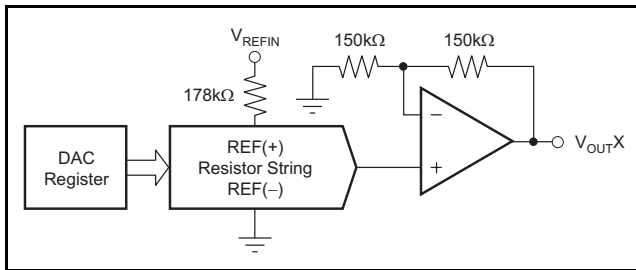 V_REFIN
150kΩ
150kΩ
178kΩ
DAC
Register
REF(+)
Resistor String
REF(−)
−
+
V_OUTX